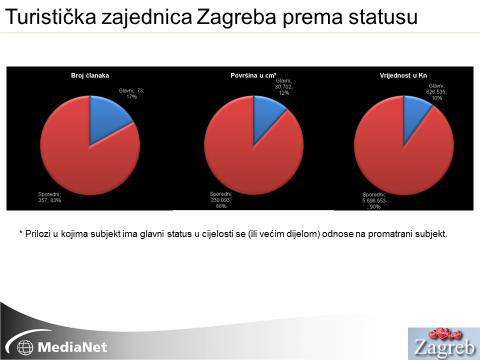 Turistička zajednica Zagreba prema statusu
Broj članaka
Glavni; 73;
17%
Sporedni;
357; 83%
Površina u cm²
Glavni;
30.702;
12%
Sporedni;
230.093;
88%
Vrijednost u Kn
Glavni;
626.535;
10%
Sporedni;
5.696.553
; 90%
* Prilozi u kojima subjekt ima glavni status u cijelosti se (ili većim dijelom) odnose na promatrani subjekt.
MediaNet
Zagreb